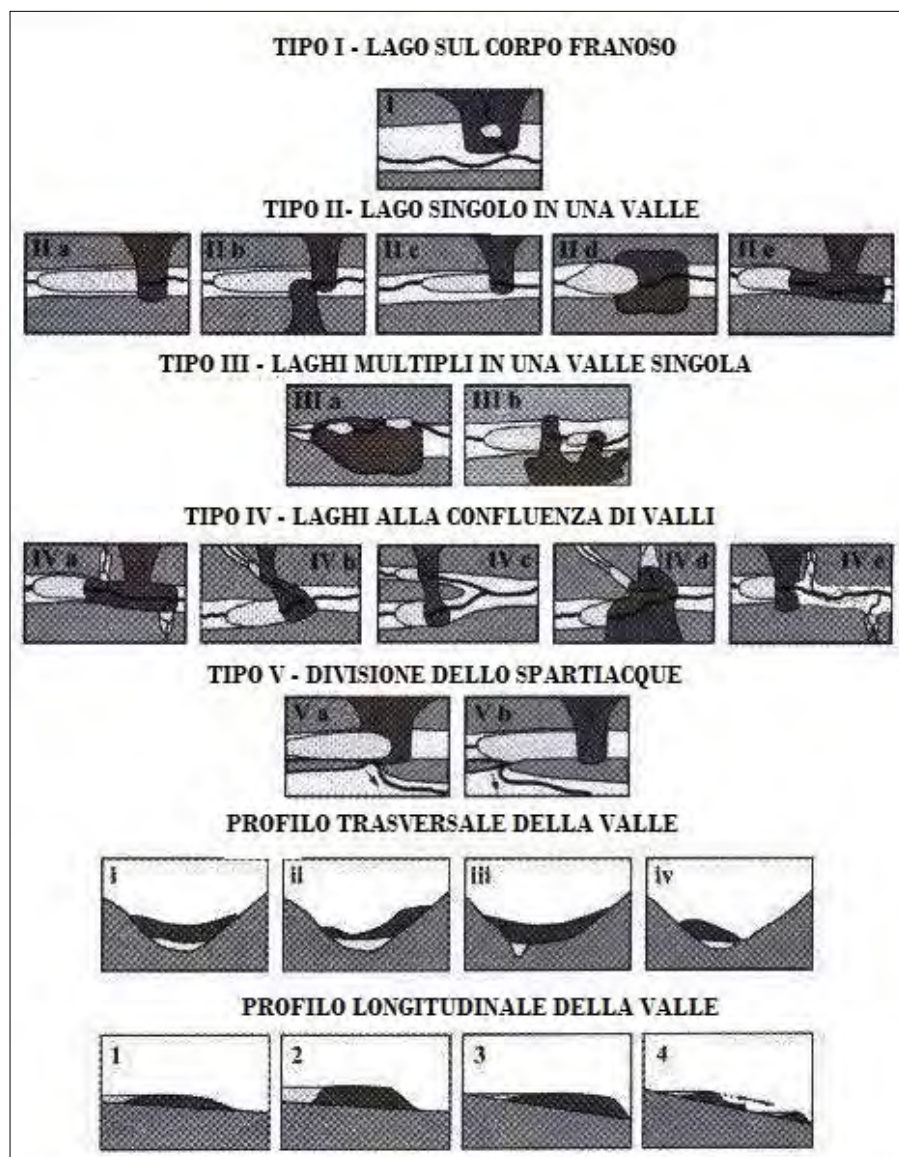 TIPO I - LAGO SUL CORPO FRANOSO
I
TIPO II- LAGO SINGOLO IN UNA VALLE
II a II b II c II d II e
TIPO III - LAGHI MULTIPLI IN UNA VALLE SINGOLA
III a III b
TIPO IV - LAGHI ALLA CONFLUENZA DI VALLI
IV a IV b IV c IV d IV e
TIPO V - DIVISIONE DELLO SPARTIACQUE
V a V b
PROFILO TRASVERSALE DELLA VALLE
i ii iii iv
PROFILO LONGITUDINALE DELLA VALLE
1 2 3 4